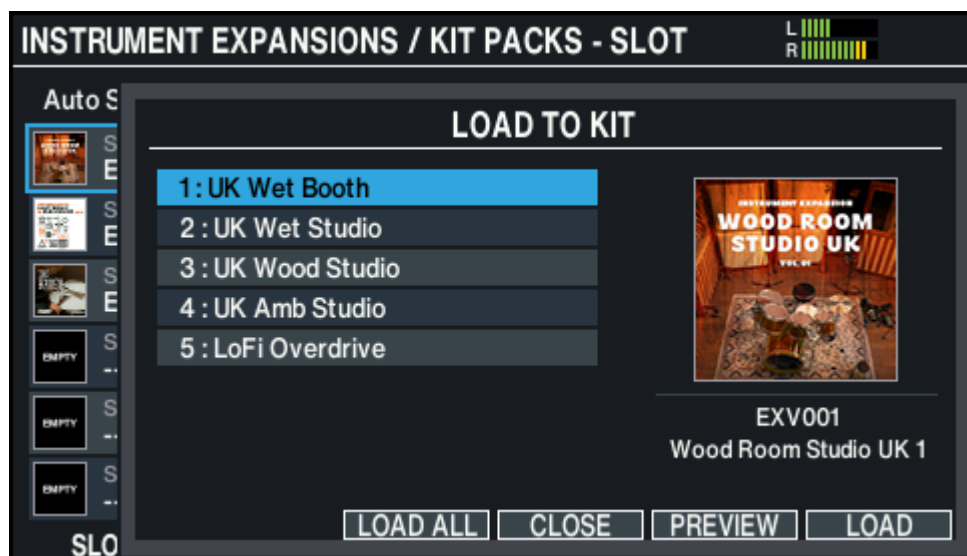 INSTRUMENT EXPANSIONS / KIT PACKS - SLOT
L
R
Auto S
LOAD TO KIT
S
E
1 : UK Wet Booth
2 : UK Wet Studio
3 : UK Wood Studio
4 : UK Amb Studio
5 : LoFi Overdrive
S
E
S
E
EMPTY
S
--
EMPTY
S
--
EMPTY
S
--
INSTRUMENT EXPANSION
WOOD ROOM
STUDIO UK
VOL.01
EXV001
Wood Room Studio UK 1
LOAD ALL
CLOSE
PREVIEW
LOAD
SLO